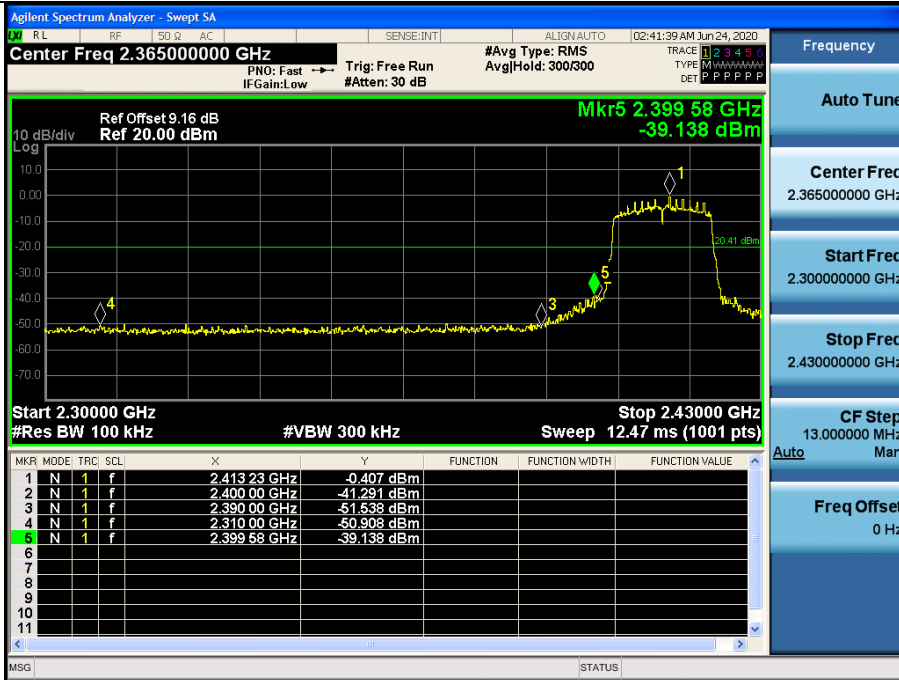 Agilent Spectrum Analyzer - Swept SA
LXI RL RF 50 Ω AC SENSE:INT ALIGN AUTO 02:41:39 AM Jun 24, 2020
Center Freq 2.365000000 GHz
PNO: Fast
IFGain:Low
Trig: Free Run
#Atten: 30 dB
#Avg Type: RMS
Avg|Hold: 300/300
TRACE 1 2 3 4 5 6
TYPE M
DET P P P P P P
Frequency
Auto Tune
Center Freq
2.365000000 GHz
Start Freq
2.300000000 GHz
Stop Freq
2.430000000 GHz
CF Step
13.000000 MHz
Auto Man
Freq Offset
0 Hz
Mkr5 2.399 58 GHz
-39.138 dBm
Ref Offset 9.16 dB
10 dB/div Ref 20.00 dBm
Log
10.0
0.00
-10.0
-20.0
-30.0
-40.0
-50.0
-60.0
-70.0
1
-20.41 dBm
5
4
3
Start 2.30000 GHz Stop 2.43000 GHz
#Res BW 100 kHz #VBW 300 kHz Sweep 12.47 ms (1001 pts)
MKR MODE TRC SCL X Y FUNCTION FUNCTION WIDTH FUNCTION VALUE
1 N 1 f 2.413 23 GHz -0.407 dBm
2 N 1 f 2.400 00 GHz -41.291 dBm
3 N 1 f 2.390 00 GHz -51.538 dBm
4 N 1 f 2.310 00 GHz -50.908 dBm
5 N 1 f 2.399 58 GHz -39.138 dBm
6
7
8
9
10
11
MSG STATUS